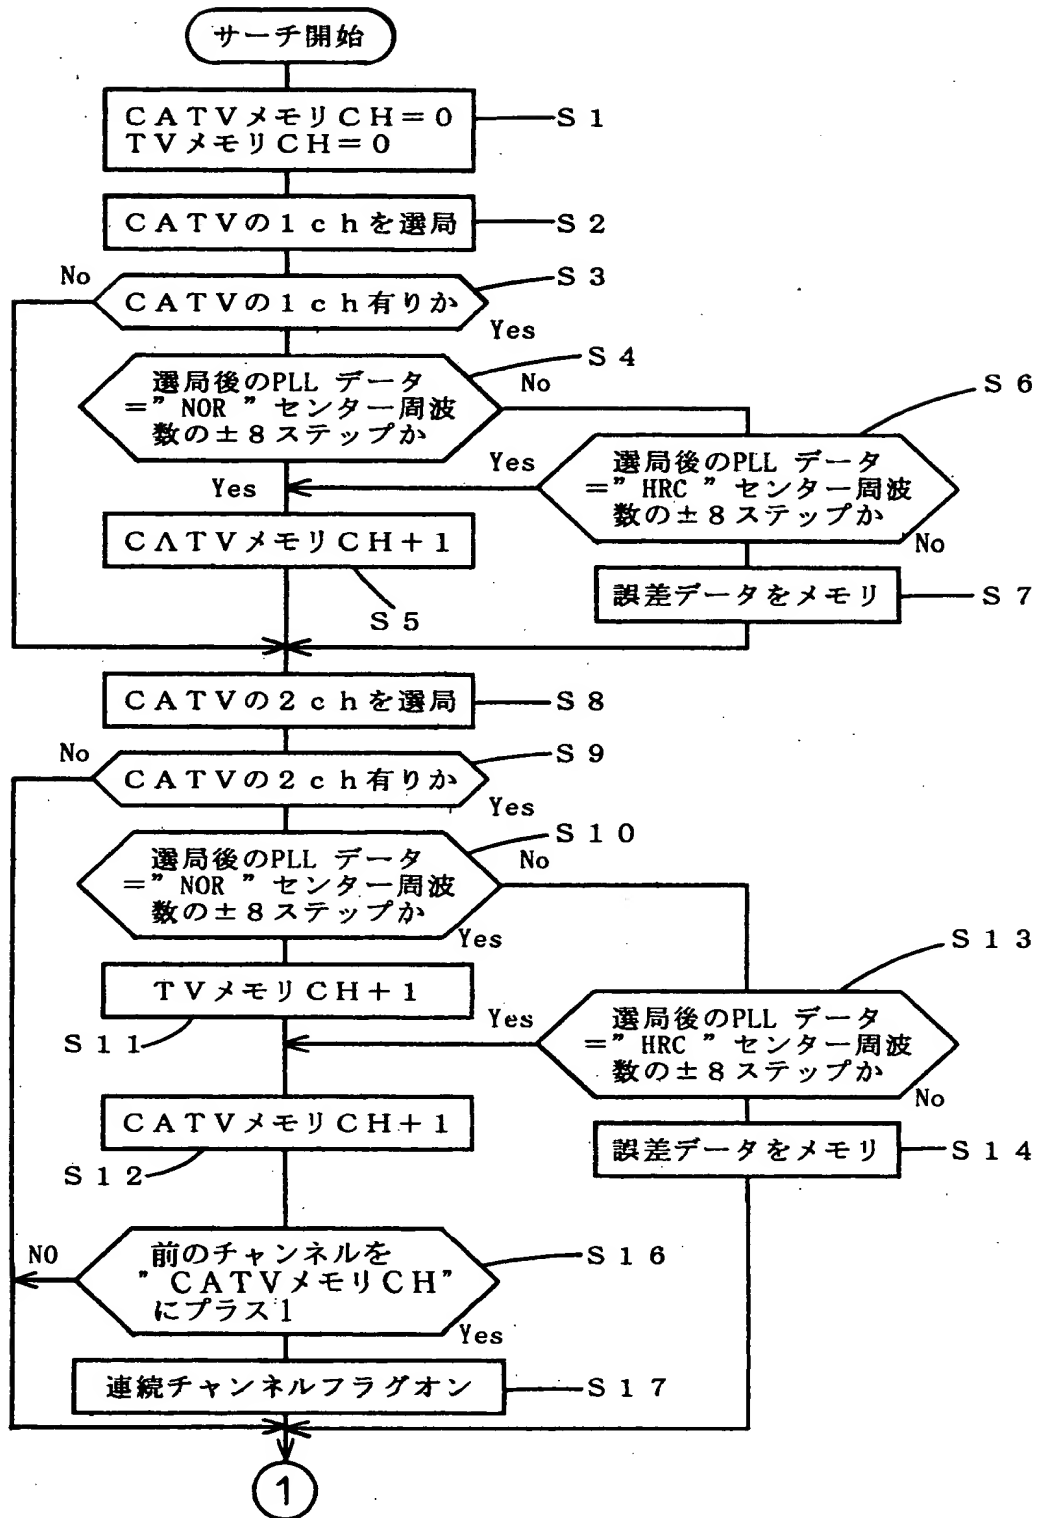 サーチ開始
CATVメモリCH=0
TVメモリCH=0
S1
CATVの1chを選局
S2
No
CATVの1ch有りか
S3
Yes
選局後のPLL データ
="NOR"センター周波
数の±8ステップか
S4
No
Yes
選局後のPLL データ
="HRC"センター周波
数の±8ステップか
S6
Yes
No
CATVメモリCH+1
S5
誤差データをメモリ
S7
CATVの2chを選局
S8
No
CATVの2ch有りか
S9
Yes
選局後のPLL データ
="NOR"センター周波
数の±8ステップか
S10
No
Yes
TVメモリCH+1
S11
選局後のPLL データ
="HRC"センター周波
数の±8ステップか
S13
Yes
No
CATVメモリCH+1
S12
誤差データをメモリ
S14
NO
前のチャンネルを
"CATVメモリCH"
にプラス1
S16
Yes
連続チャンネルフラグオン
S17
1